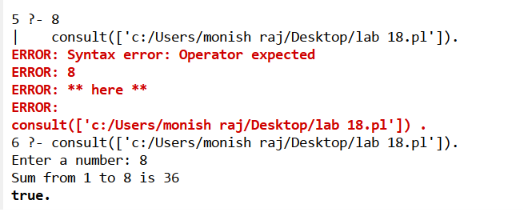 5 ?- 8
|    consult(['c:/Users/monish raj/Desktop/lab 18.pl']).
ERROR: Syntax error: Operator expected
ERROR: 8
ERROR: ** here **
ERROR:
consult(['c:/Users/monish raj/Desktop/lab 18.pl']) .
6 ?- consult(['c:/Users/monish raj/Desktop/lab 18.pl']).
Enter a number: 8
Sum from 1 to 8 is 36
true.